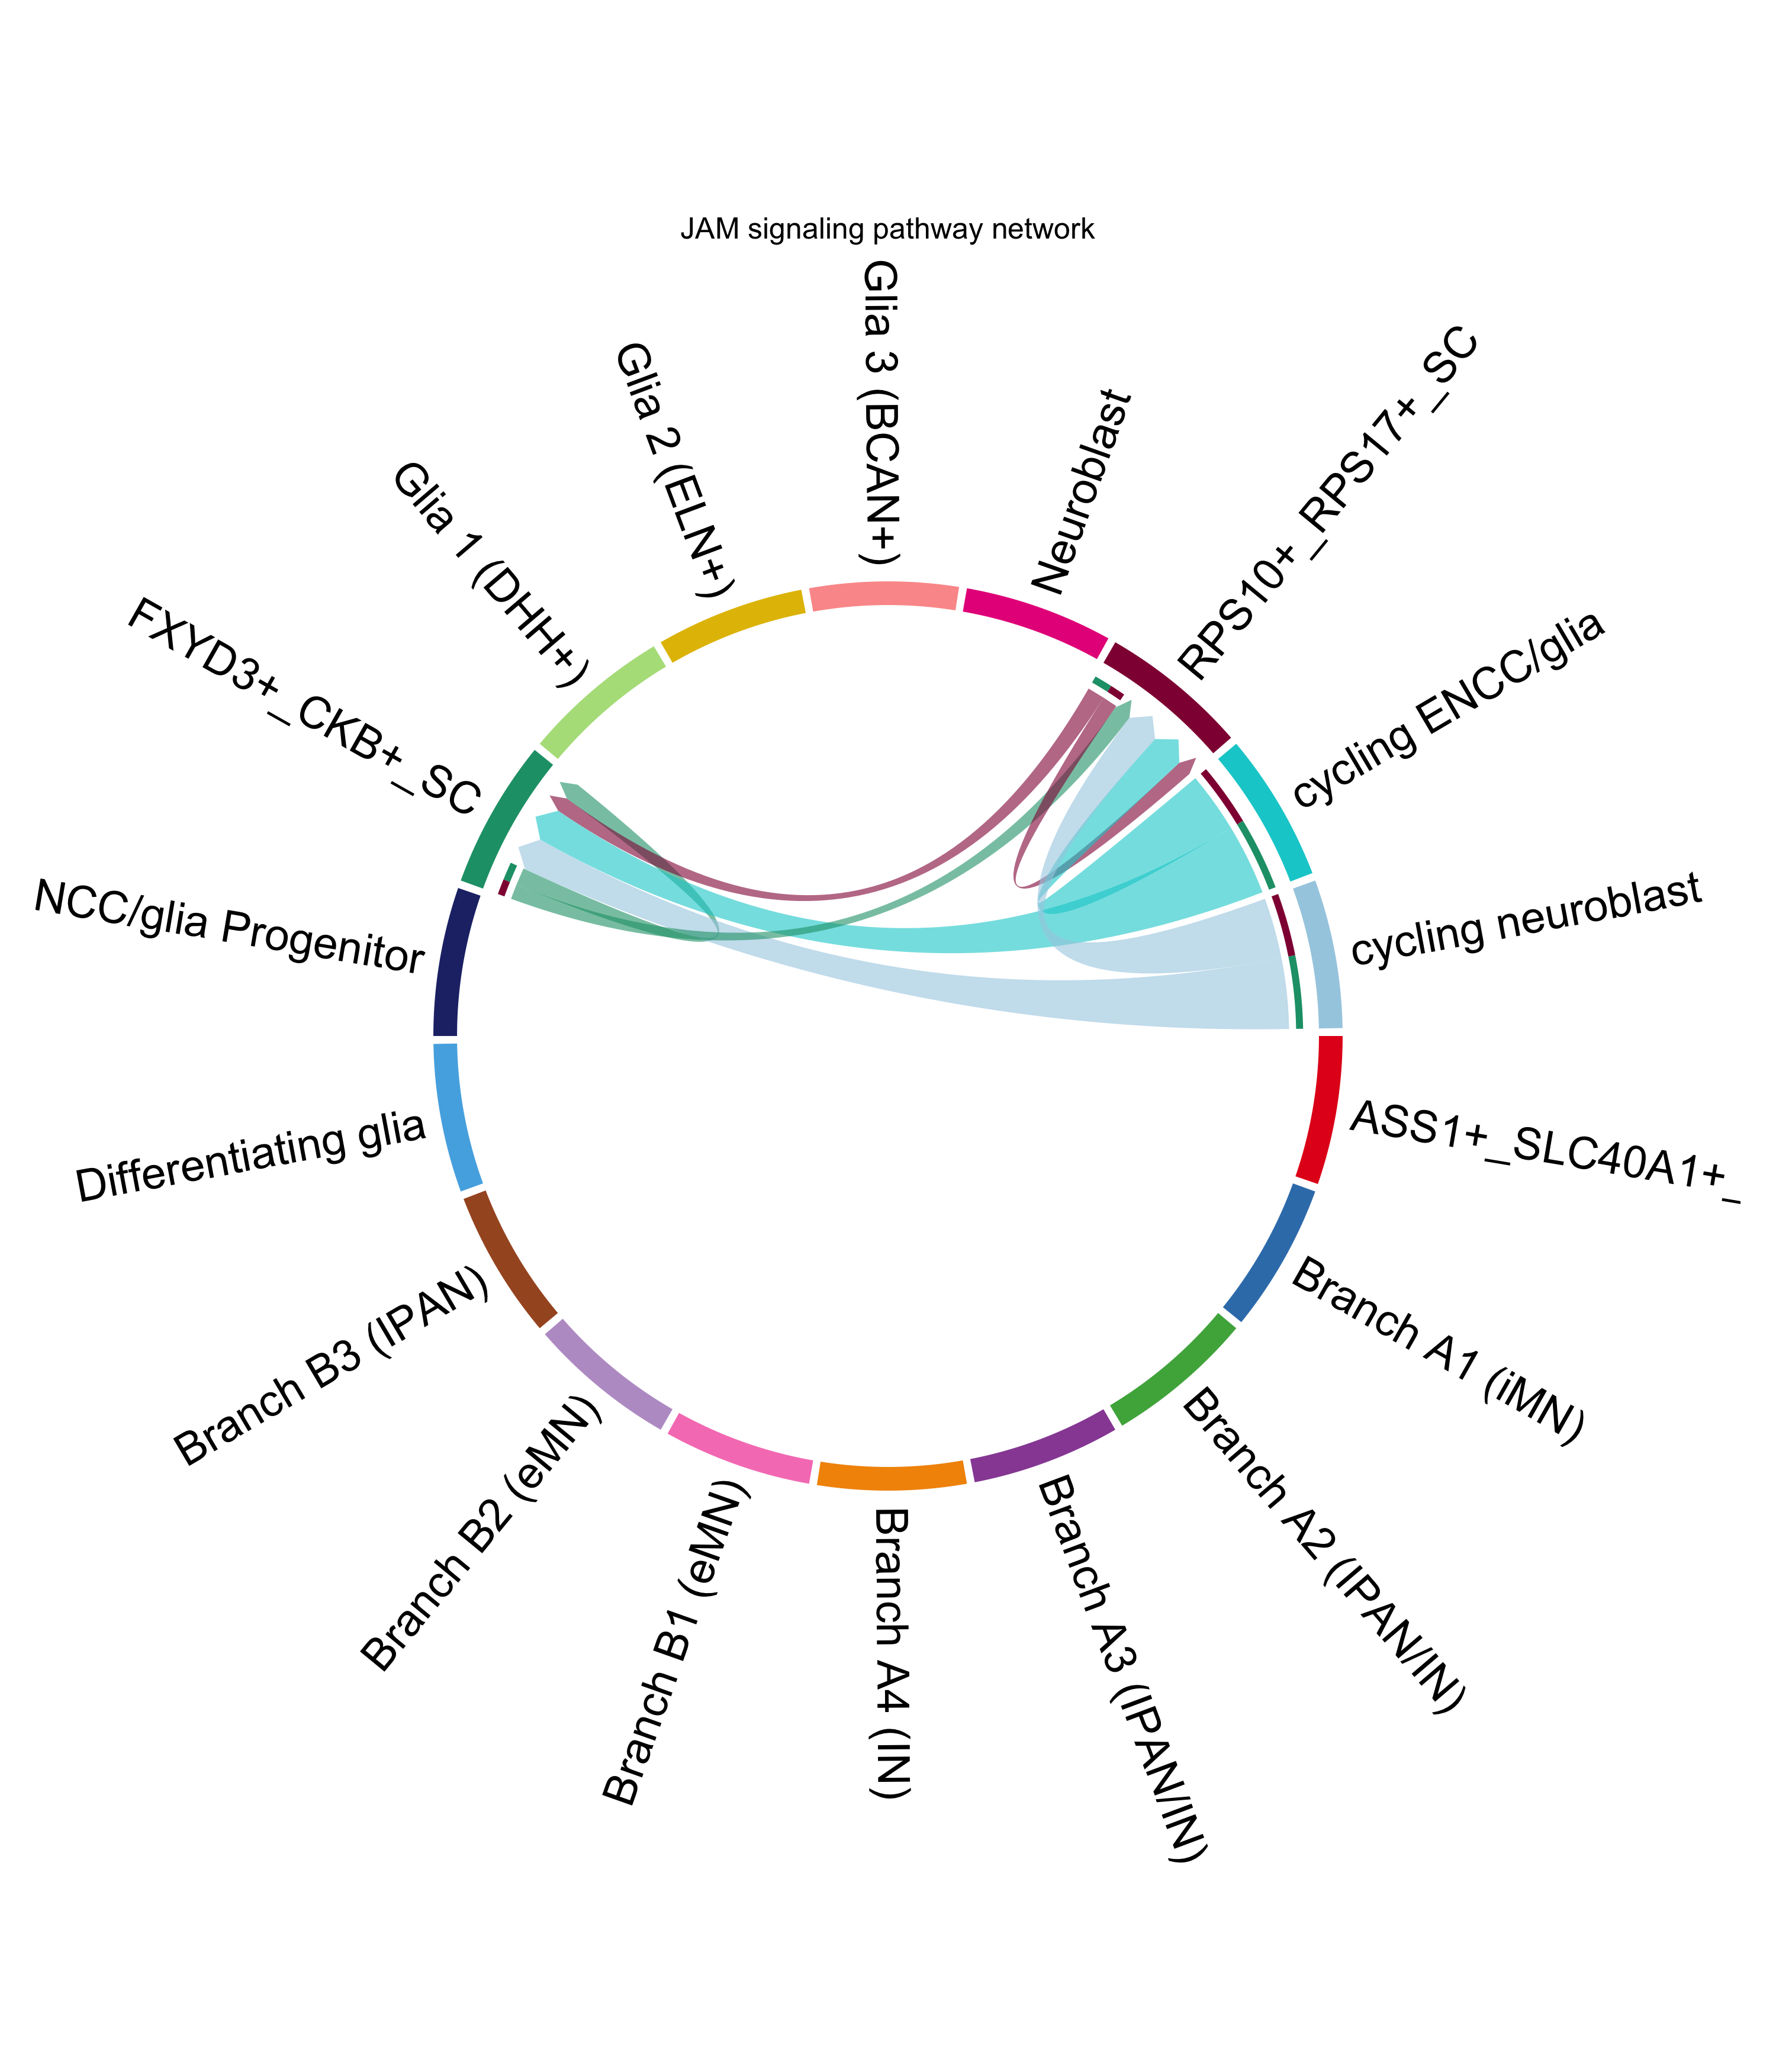 JAM signaling pathway network
Glia 3 (BCAN+)
Neuroblast
RPS10+_RPS17+_SC
cycling ENCC/glia
cycling neuroblast
ASS1+_SLC40A1+_
Branch A1 (iMN)
Branch A2 (IPAN/IN)
Branch A3 (IPAN/IN)
Branch A4 (IN)
Branch B1 (eMN)
Branch B2 (eMN)
Branch B3 (IPAN)
Differentiating glia
NCC/glia Progenitor
FXYD3+_CKB+_SC
Glia 1 (DHH+)
Glia 2 (ELN+)